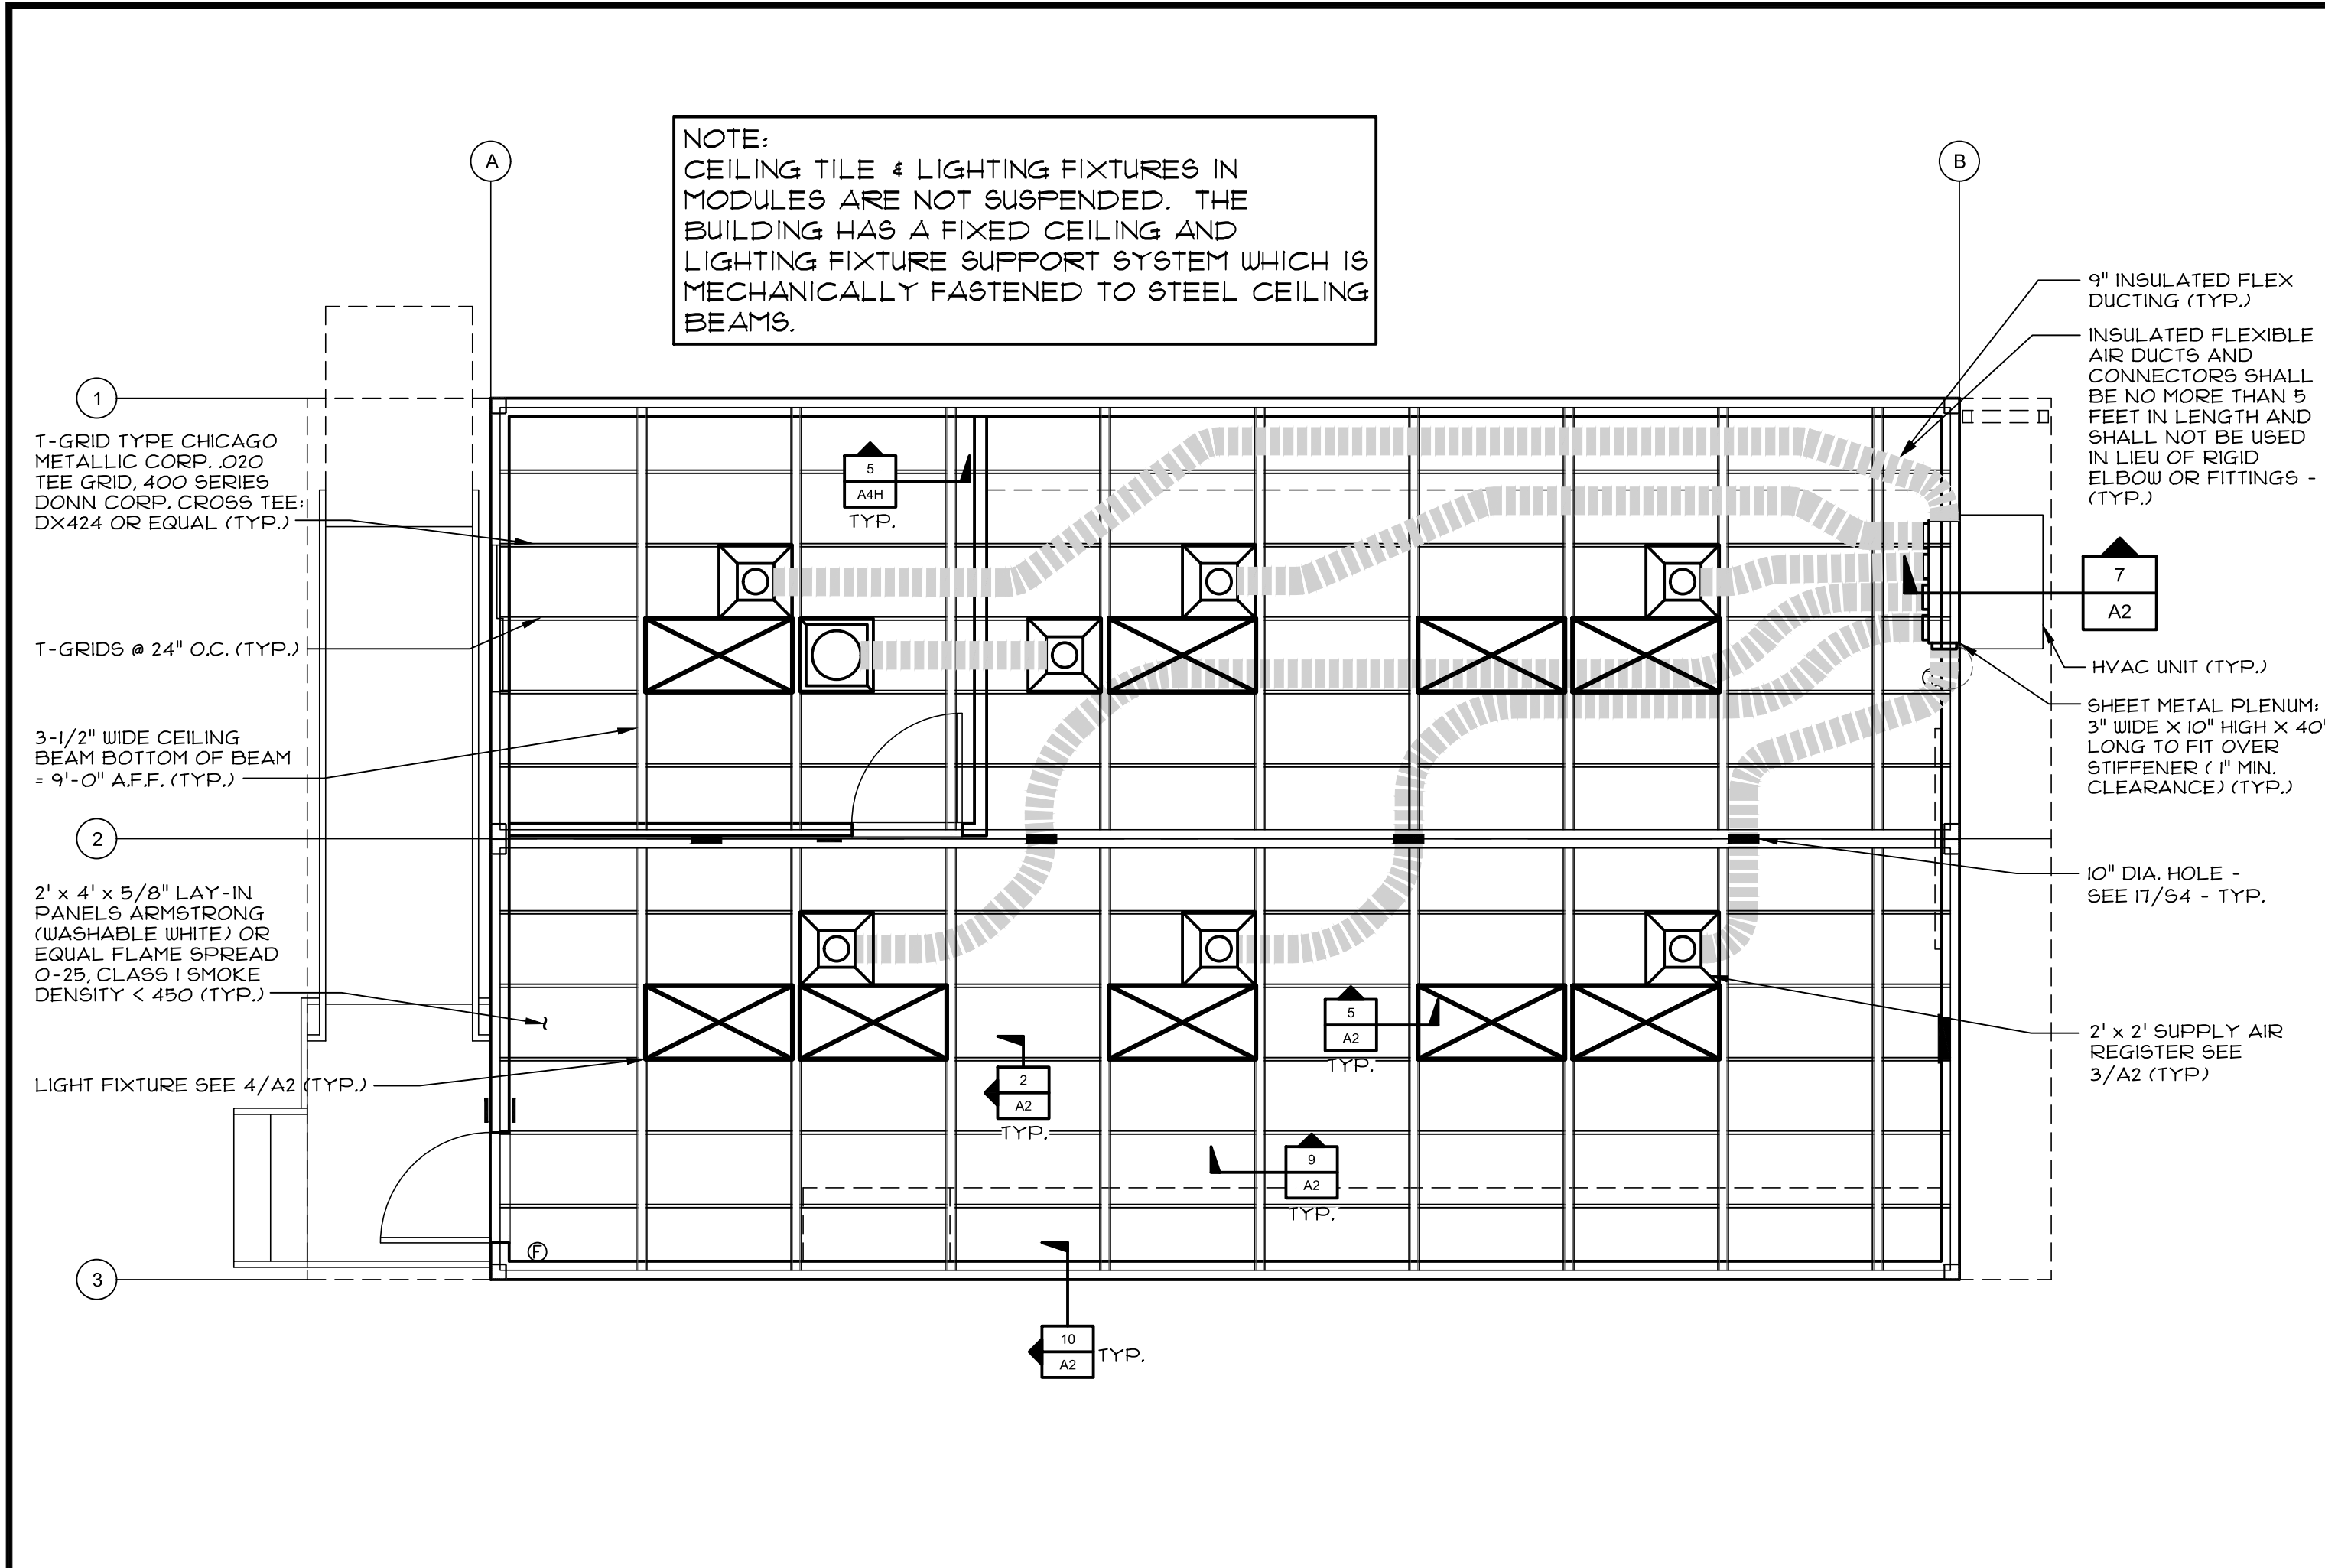 NOTE:
CEILING TILE & LIGHTING FIXTURES IN
MODULES ARE NOT SUSPENDED. THE
BUILDING HAS A FIXED CEILING AND
LIGHTING FIXTURE SUPPORT SYSTEM WHICH IS
MECHANICALLY FASTENED TO STEEL CEILING
BEAMS.
A
B
1
2
3
T-GRID TYPE CHICAGO
METALLIC CORP. .020
TEE GRID, 400 SERIES
DONN CORP. CROSS TEE:
DX424 OR EQUAL (TYP.)
T-GRIDS @ 24" O.C. (TYP.)
3-1/2" WIDE CEILING
BEAM BOTTOM OF BEAM
= 9'-0" A.F.F. (TYP.)
2' x 4' x 5/8" LAY-IN
PANELS ARMSTRONG
(WASHABLE WHITE) OR
EQUAL FLAME SPREAD
0-25, CLASS 1 SMOKE
DENSITY < 450 (TYP.)
LIGHT FIXTURE SEE 4/A2 (TYP.)
5
A4H
TYP.
5
A2
TYP.
2
A2
TYP.
9
A2
TYP.
10
A2
TYP.
F
9" INSULATED FLEX
DUCTING (TYP.)
INSULATED FLEXIBLE
AIR DUCTS AND
CONNECTORS SHALL
BE NO MORE THAN 5
FEET IN LENGTH AND
SHALL NOT BE USED
IN LIEU OF RIGID
ELBOW OR FITTINGS -
(TYP.)
7
A2
HVAC UNIT (TYP.)
SHEET METAL PLENUM:
3" WIDE X 10" HIGH X 40"
LONG TO FIT OVER
STIFFENER ( 1" MIN.
CLEARANCE) (TYP.)
10" DIA. HOLE -
SEE 17/S4 - TYP.
2' x 2' SUPPLY AIR
REGISTER SEE
3/A2 (TYP)